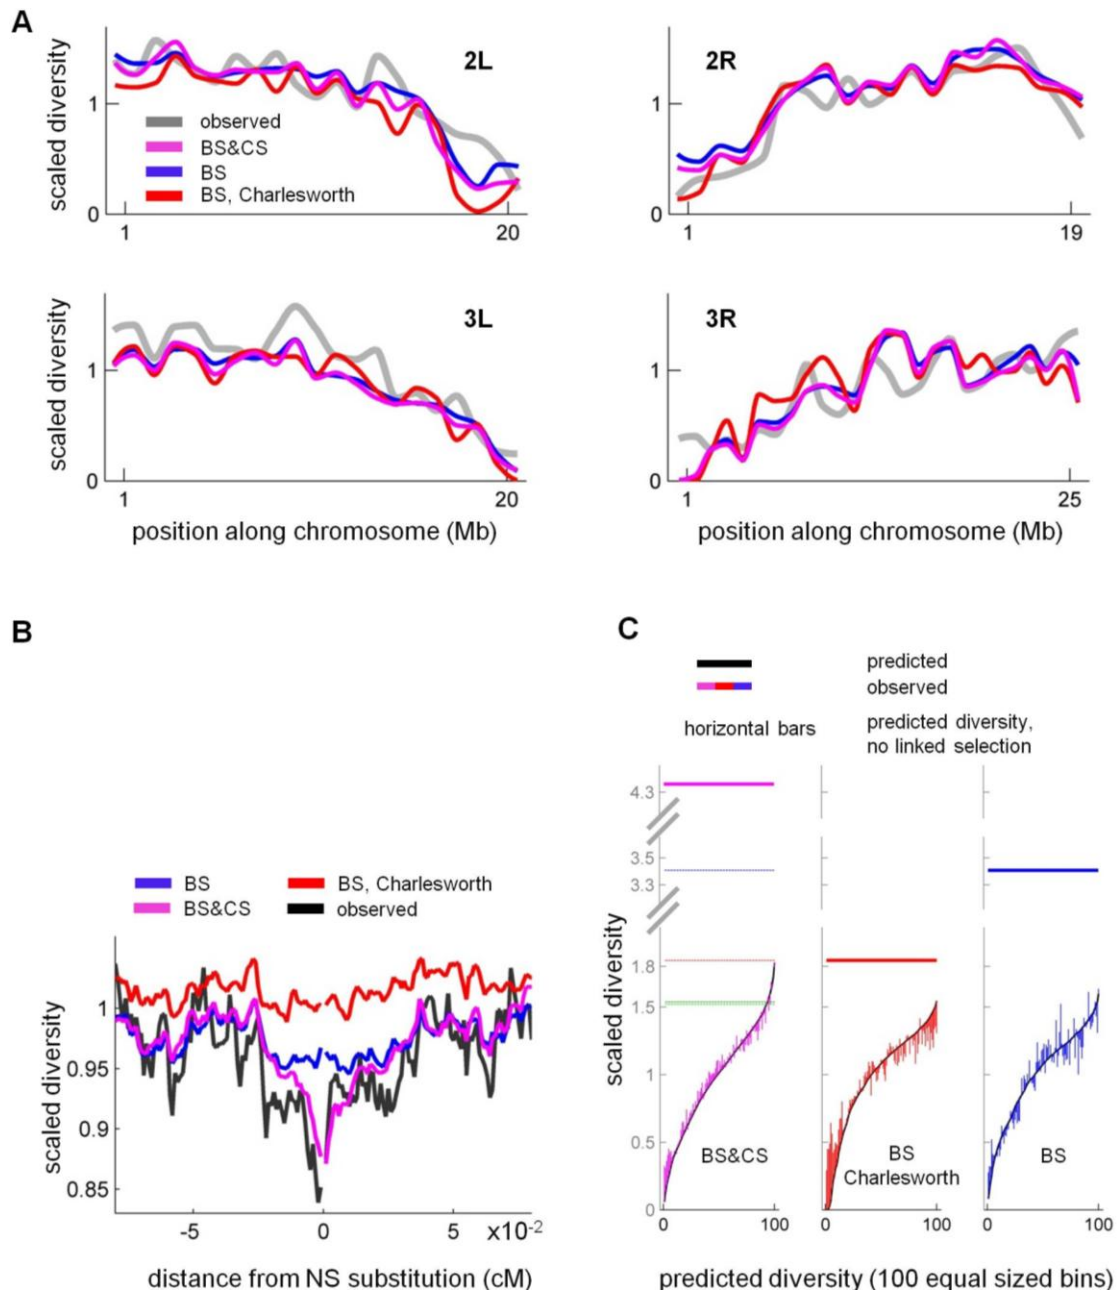 A
scaled diversity
1
0
2L
observed
BS&CS
BS
BS, Charlesworth
1
20
2R
1
0
1
19
scaled diversity
3L
1
0
1
20
position along chromosome (Mb)
3R
1
0
1
25
position along chromosome (Mb)
B
BS
BS, Charlesworth
BS&CS
observed
scaled diversity
1
0.95
0.9
0.85
-5
0
5
x10-2
distance from NS substitution (cM)
C
predicted
observed
horizontal bars
predicted diversity,
no linked selection
scaled diversity
4.3
3.5
3.3
1.8
1.5
1
0.5
0
BS&CS
BS
Charlesworth
BS
0
100
0
100
0
100
predicted diversity (100 equal sized bins)